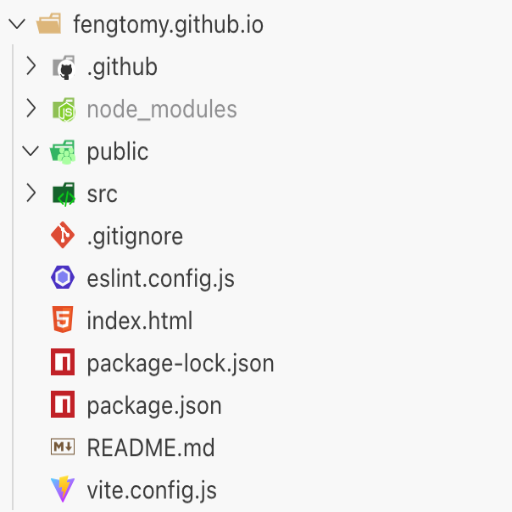 fengtomy.github.io
.github
node_modules
public
src
.gitignore
eslint.config.js
index.html
package-lock.json
package.json
README.md
vite.config.js